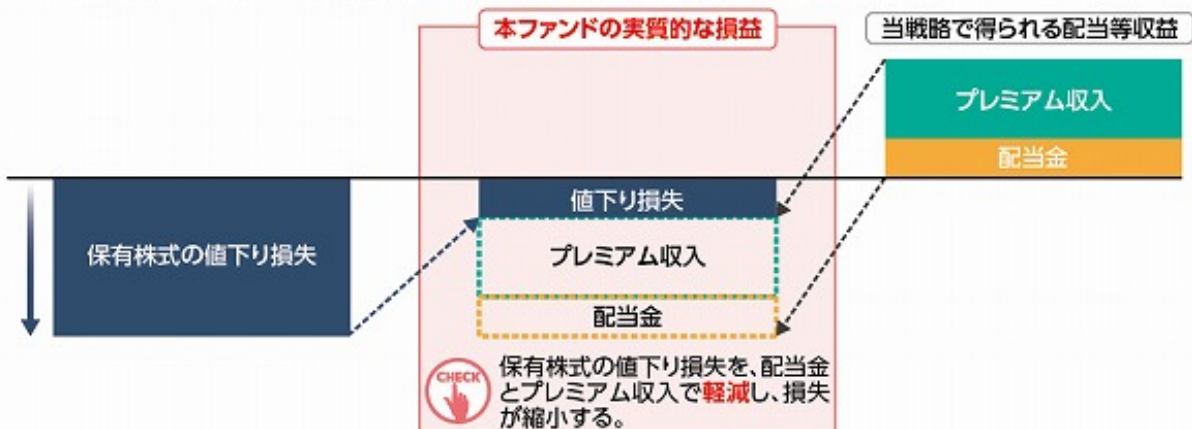 本ファンドの実質的な損益
当戦略で得られる配当等収益
プレミアム収入
配当金
保有株式の値下り損失
値下り損失
プレミアム収入
配当金
CHECK
保有株式の値下り損失を、配当金
とプレミアム収入で軽減し、損失
が縮小する。